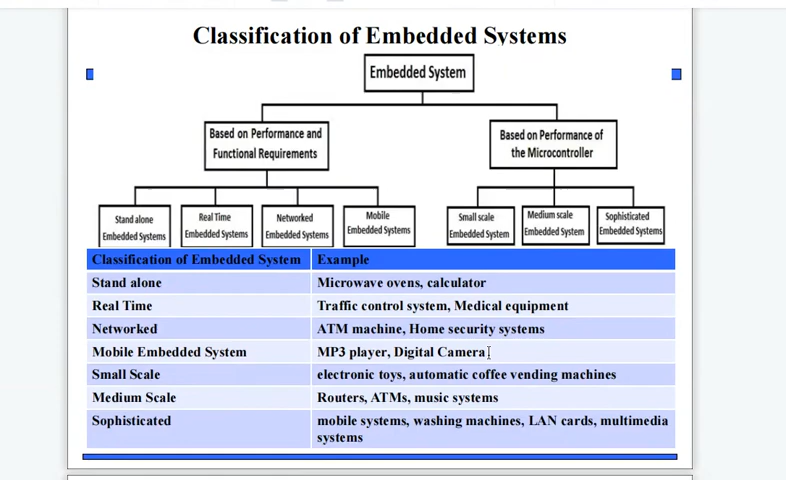 Classification of Embedded Systems
Embedded System
Based on Performance and
Functional Requirements
Based on Performance of
the Microcontroller
Stand alone
Embedded Systems
Real Time
Embedded Systems
Networked
Embedded Systems
Mobile
Embedded Systems
Small scale
Embedded System
Medium scale
Embedded System
Sophisticated
Embedded Systems
Classification of Embedded System Example
Stand alone Microwave ovens, calculator
Real Time Traffic control system, Medical equipment
Networked ATM machine, Home security systems
Mobile Embedded System MP3 player, Digital Camera
Small Scale electronic toys, automatic coffee vending machines
Medium Scale Routers, ATMs, music systems
Sophisticated mobile systems, washing machines, LAN cards, multimedia
systems